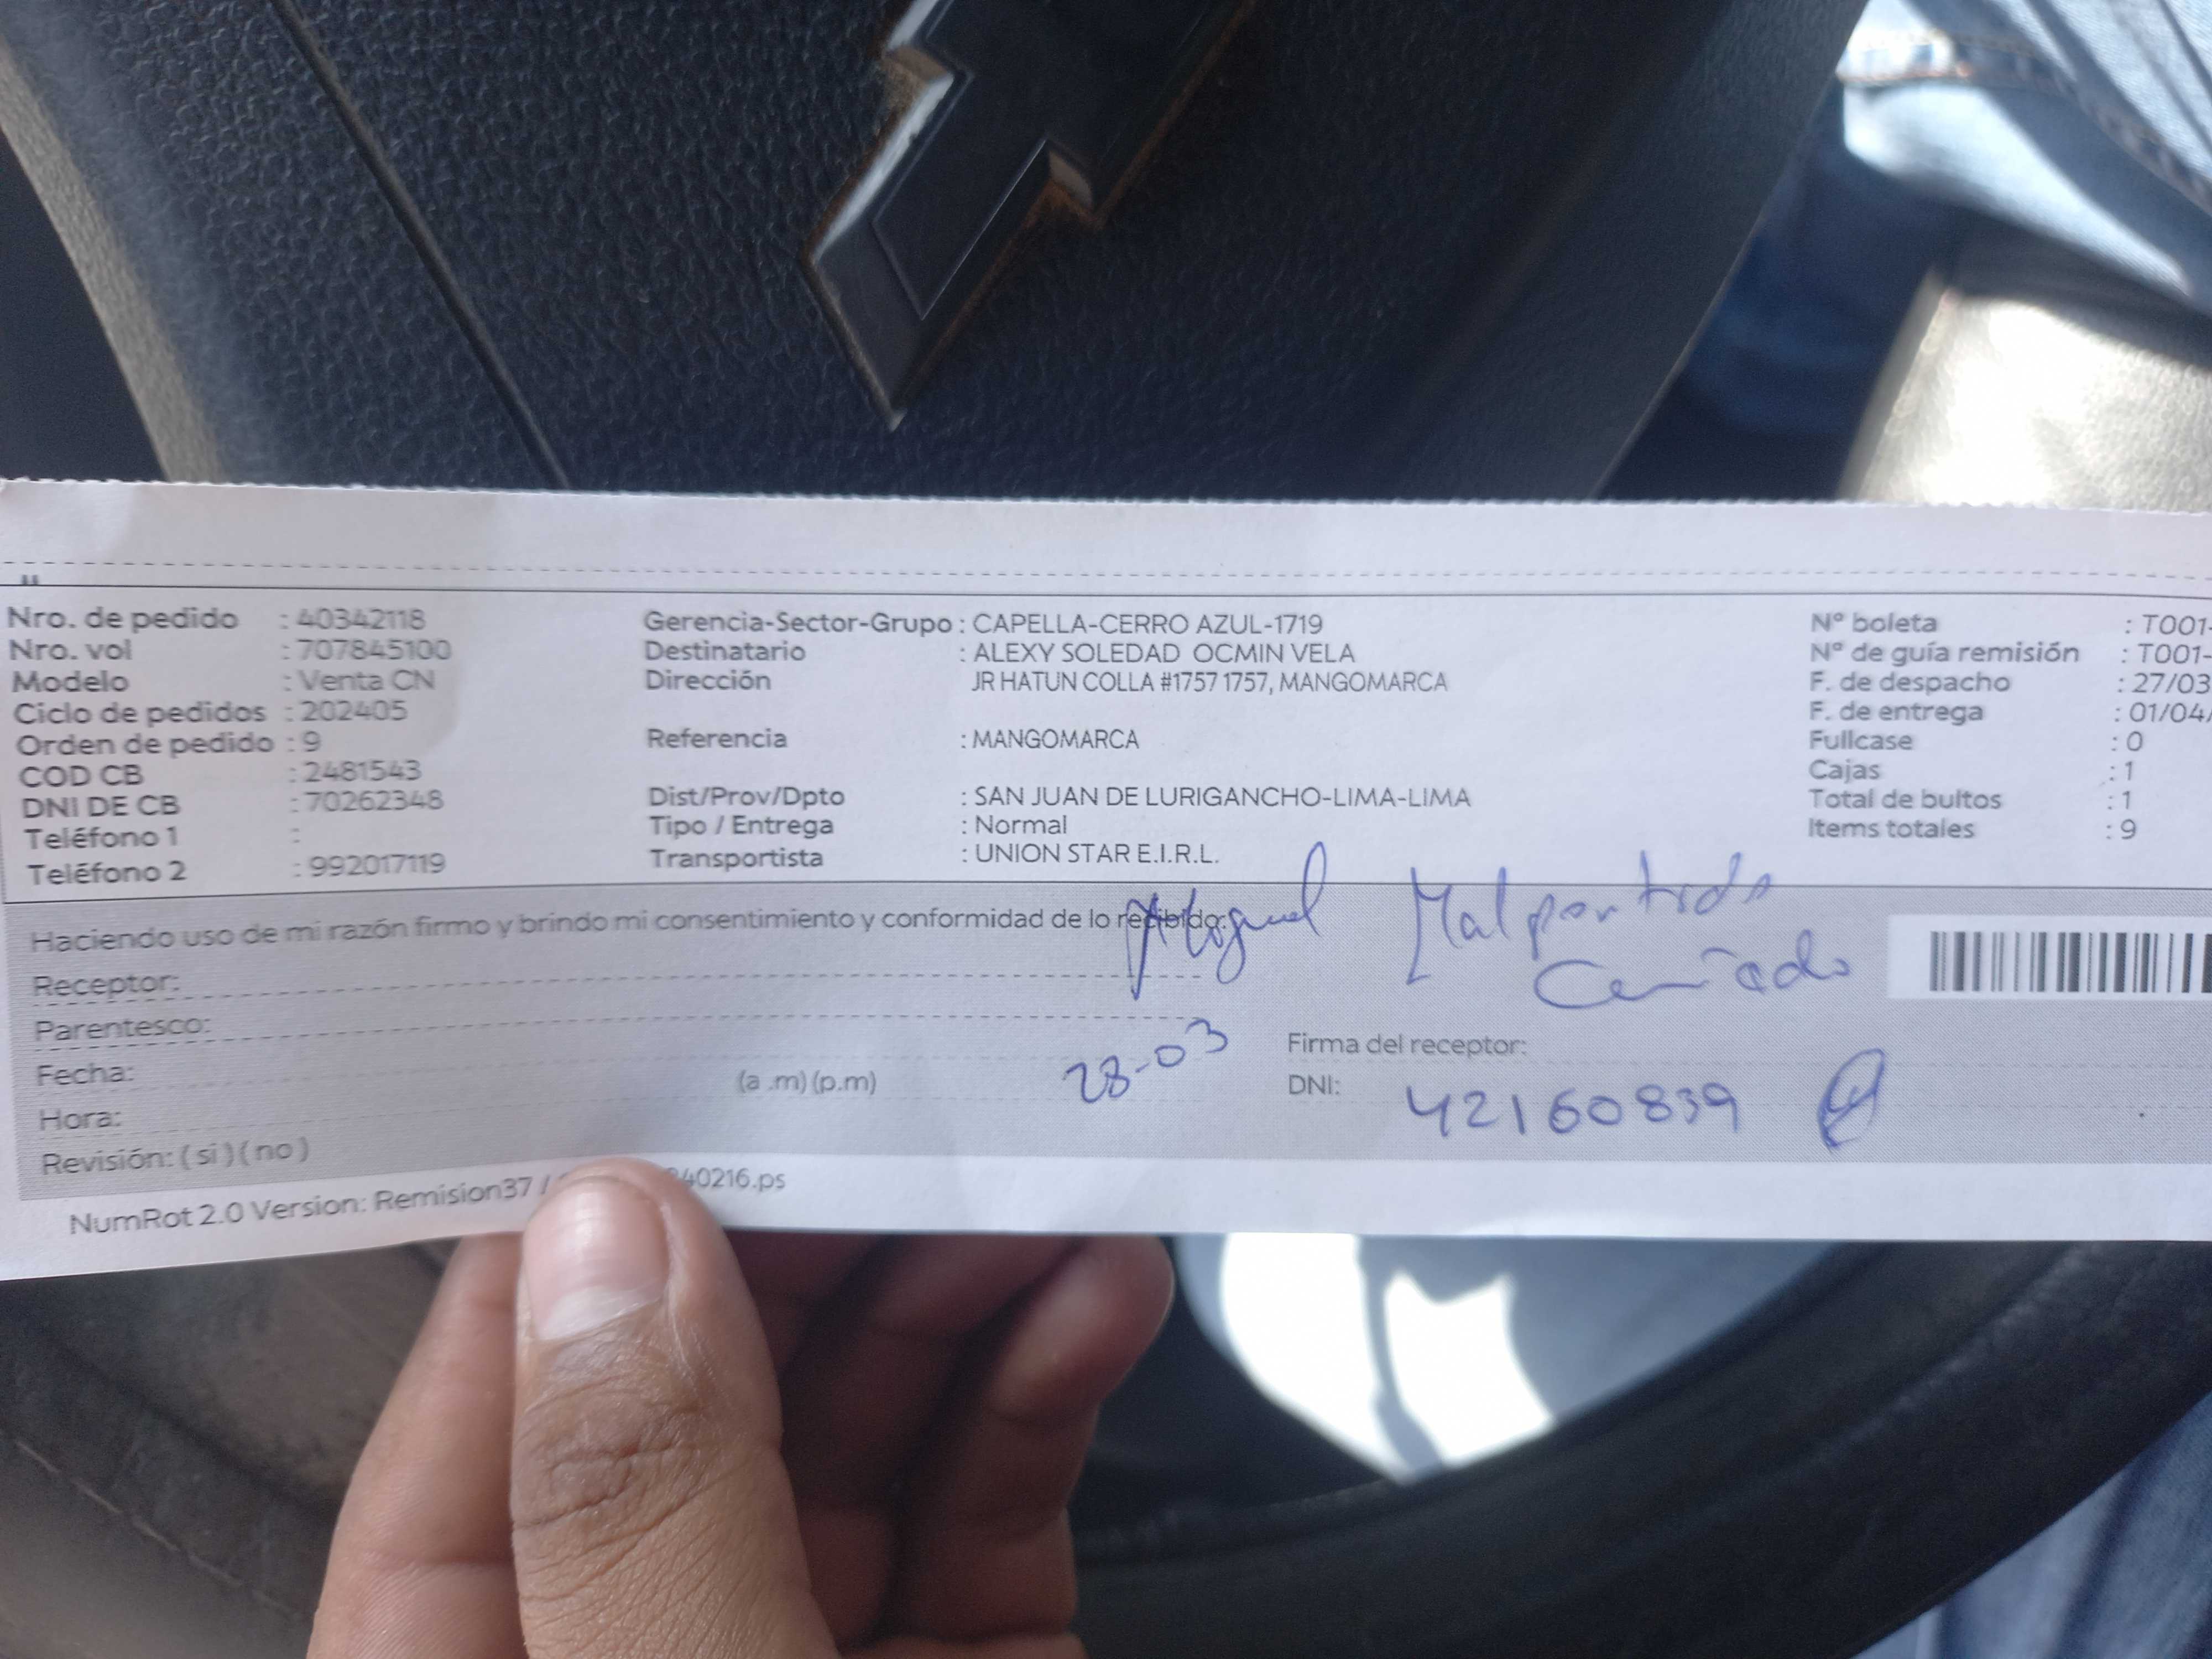 Nro. de pedido : 40342118
Nro. vol : 707845100
Modelo : Venta CN
Ciclo de pedidos : 202405
Orden de pedido : 9
COD CB : 2481543
DNI DE CB : 70262348
Teléfono 1 :
Teléfono 2 : 992017119
Gerencia-Sector-Grupo : CAPELLA-CERRO AZUL-1719
Destinatario : ALEXY SOLEDAD OCMIN VELA
Dirección JR HATUN COLLA #1757 1757, MANGOMARCA
Referencia : MANGOMARCA
Dist/Prov/Dpto : SAN JUAN DE LURIGANCHO-LIMA-LIMA
Tipo / Entrega : Normal
Transportista : UNION STAR E.I.R.L.
N° boleta : T001-
N° de guía remisión : T001-
F. de despacho : 27/03
F. de entrega : 01/04/
Fullcase : 0
Cajas : 1
Total de bultos : 1
Items totales : 9
Haciendo uso de mi razón firmo y brindo mi consentimiento y conformidad de lo recibido:
Malpartida
Receptor:
Parentesco:
Fecha: 28-03
Hora: (a .m) (p.m)
Revisión: ( si ) ( no )
Firma del receptor:
DNI: 42160839
NumRot 2.0 Version: Remision37 / 40216.ps